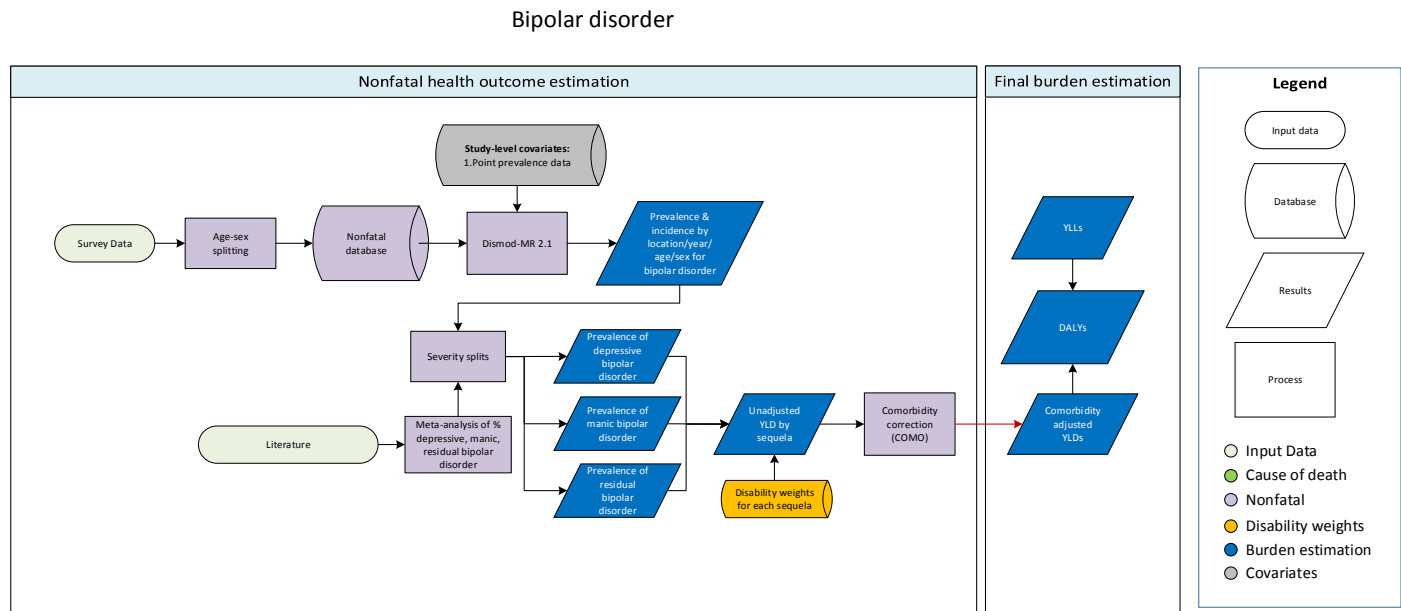 Bipolar disorder
Nonfatal health outcome estimation
Final burden estimation
Legend
Study-level covariates:
1.Point prevalence data
Survey Data
Age-sex
splitting
Nonfatal
database
Dismod-MR 2.1
Prevalence &
incidence by
location/year/
age/sex for
bipolar disorder
Severity splits
Literature
Meta-analysis of %
depressive, manic,
residual bipolar
disorder
Prevalence of
depressive
bipolar
disorder
Prevalence of
manic bipolar
disorder
Prevalence of
residual
bipolar
disorder
Unadjusted
YLD by
sequela
Disability weights
for each sequela
Comorbidity
correction
(COMO)
YLLs
DALYs
Comorbidity
adjusted
YLDs
Input data
Database
Results
Process
Input Data
Cause of death
Nonfatal
Disability weights
Burden estimation
Covariates